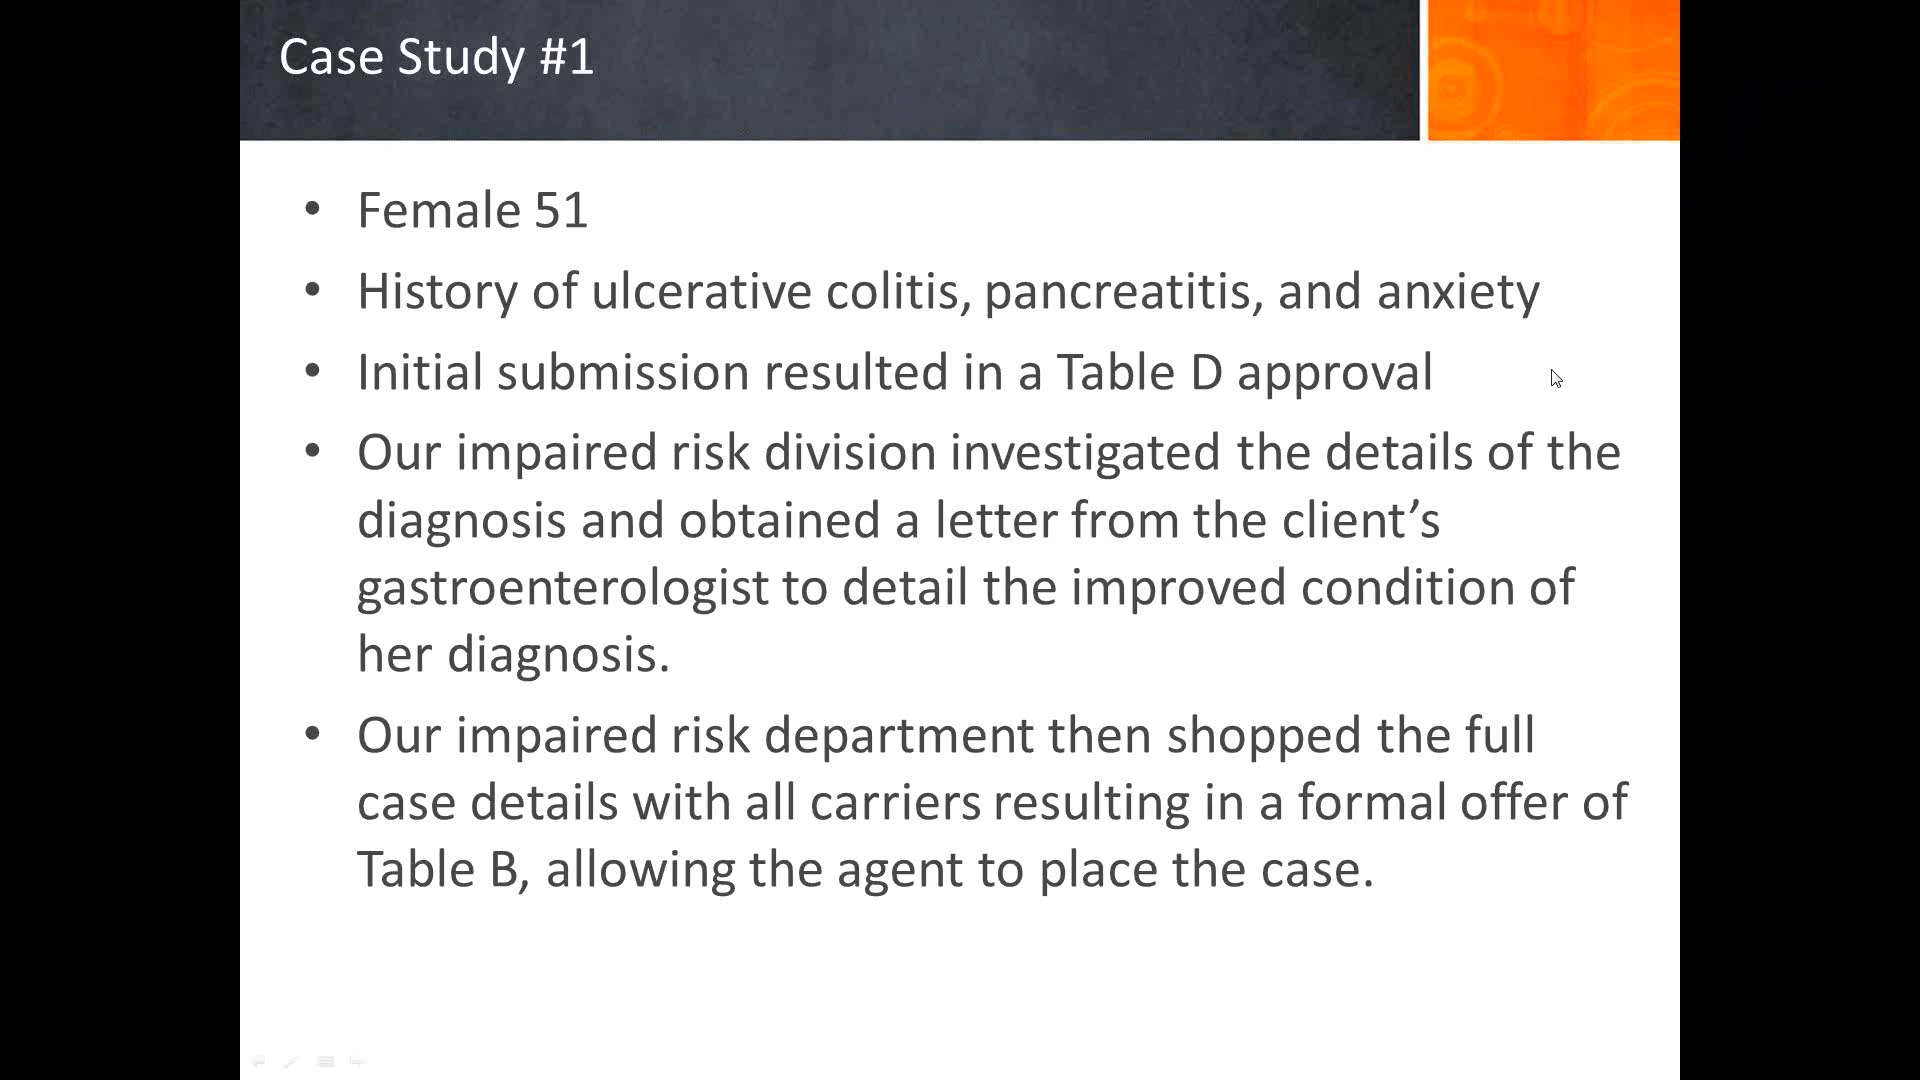 Case Study #1
• Female 51
• History of ulcerative colitis, pancreatitis, and anxiety
• Initial submission resulted in a Table D approval
• Our impaired risk division investigated the details of the
diagnosis and obtained a letter from the client’s
gastroenterologist to detail the improved condition of
her diagnosis.
• Our impaired risk department then shopped the full
case details with all carriers resulting in a formal offer of
Table B, allowing the agent to place the case.